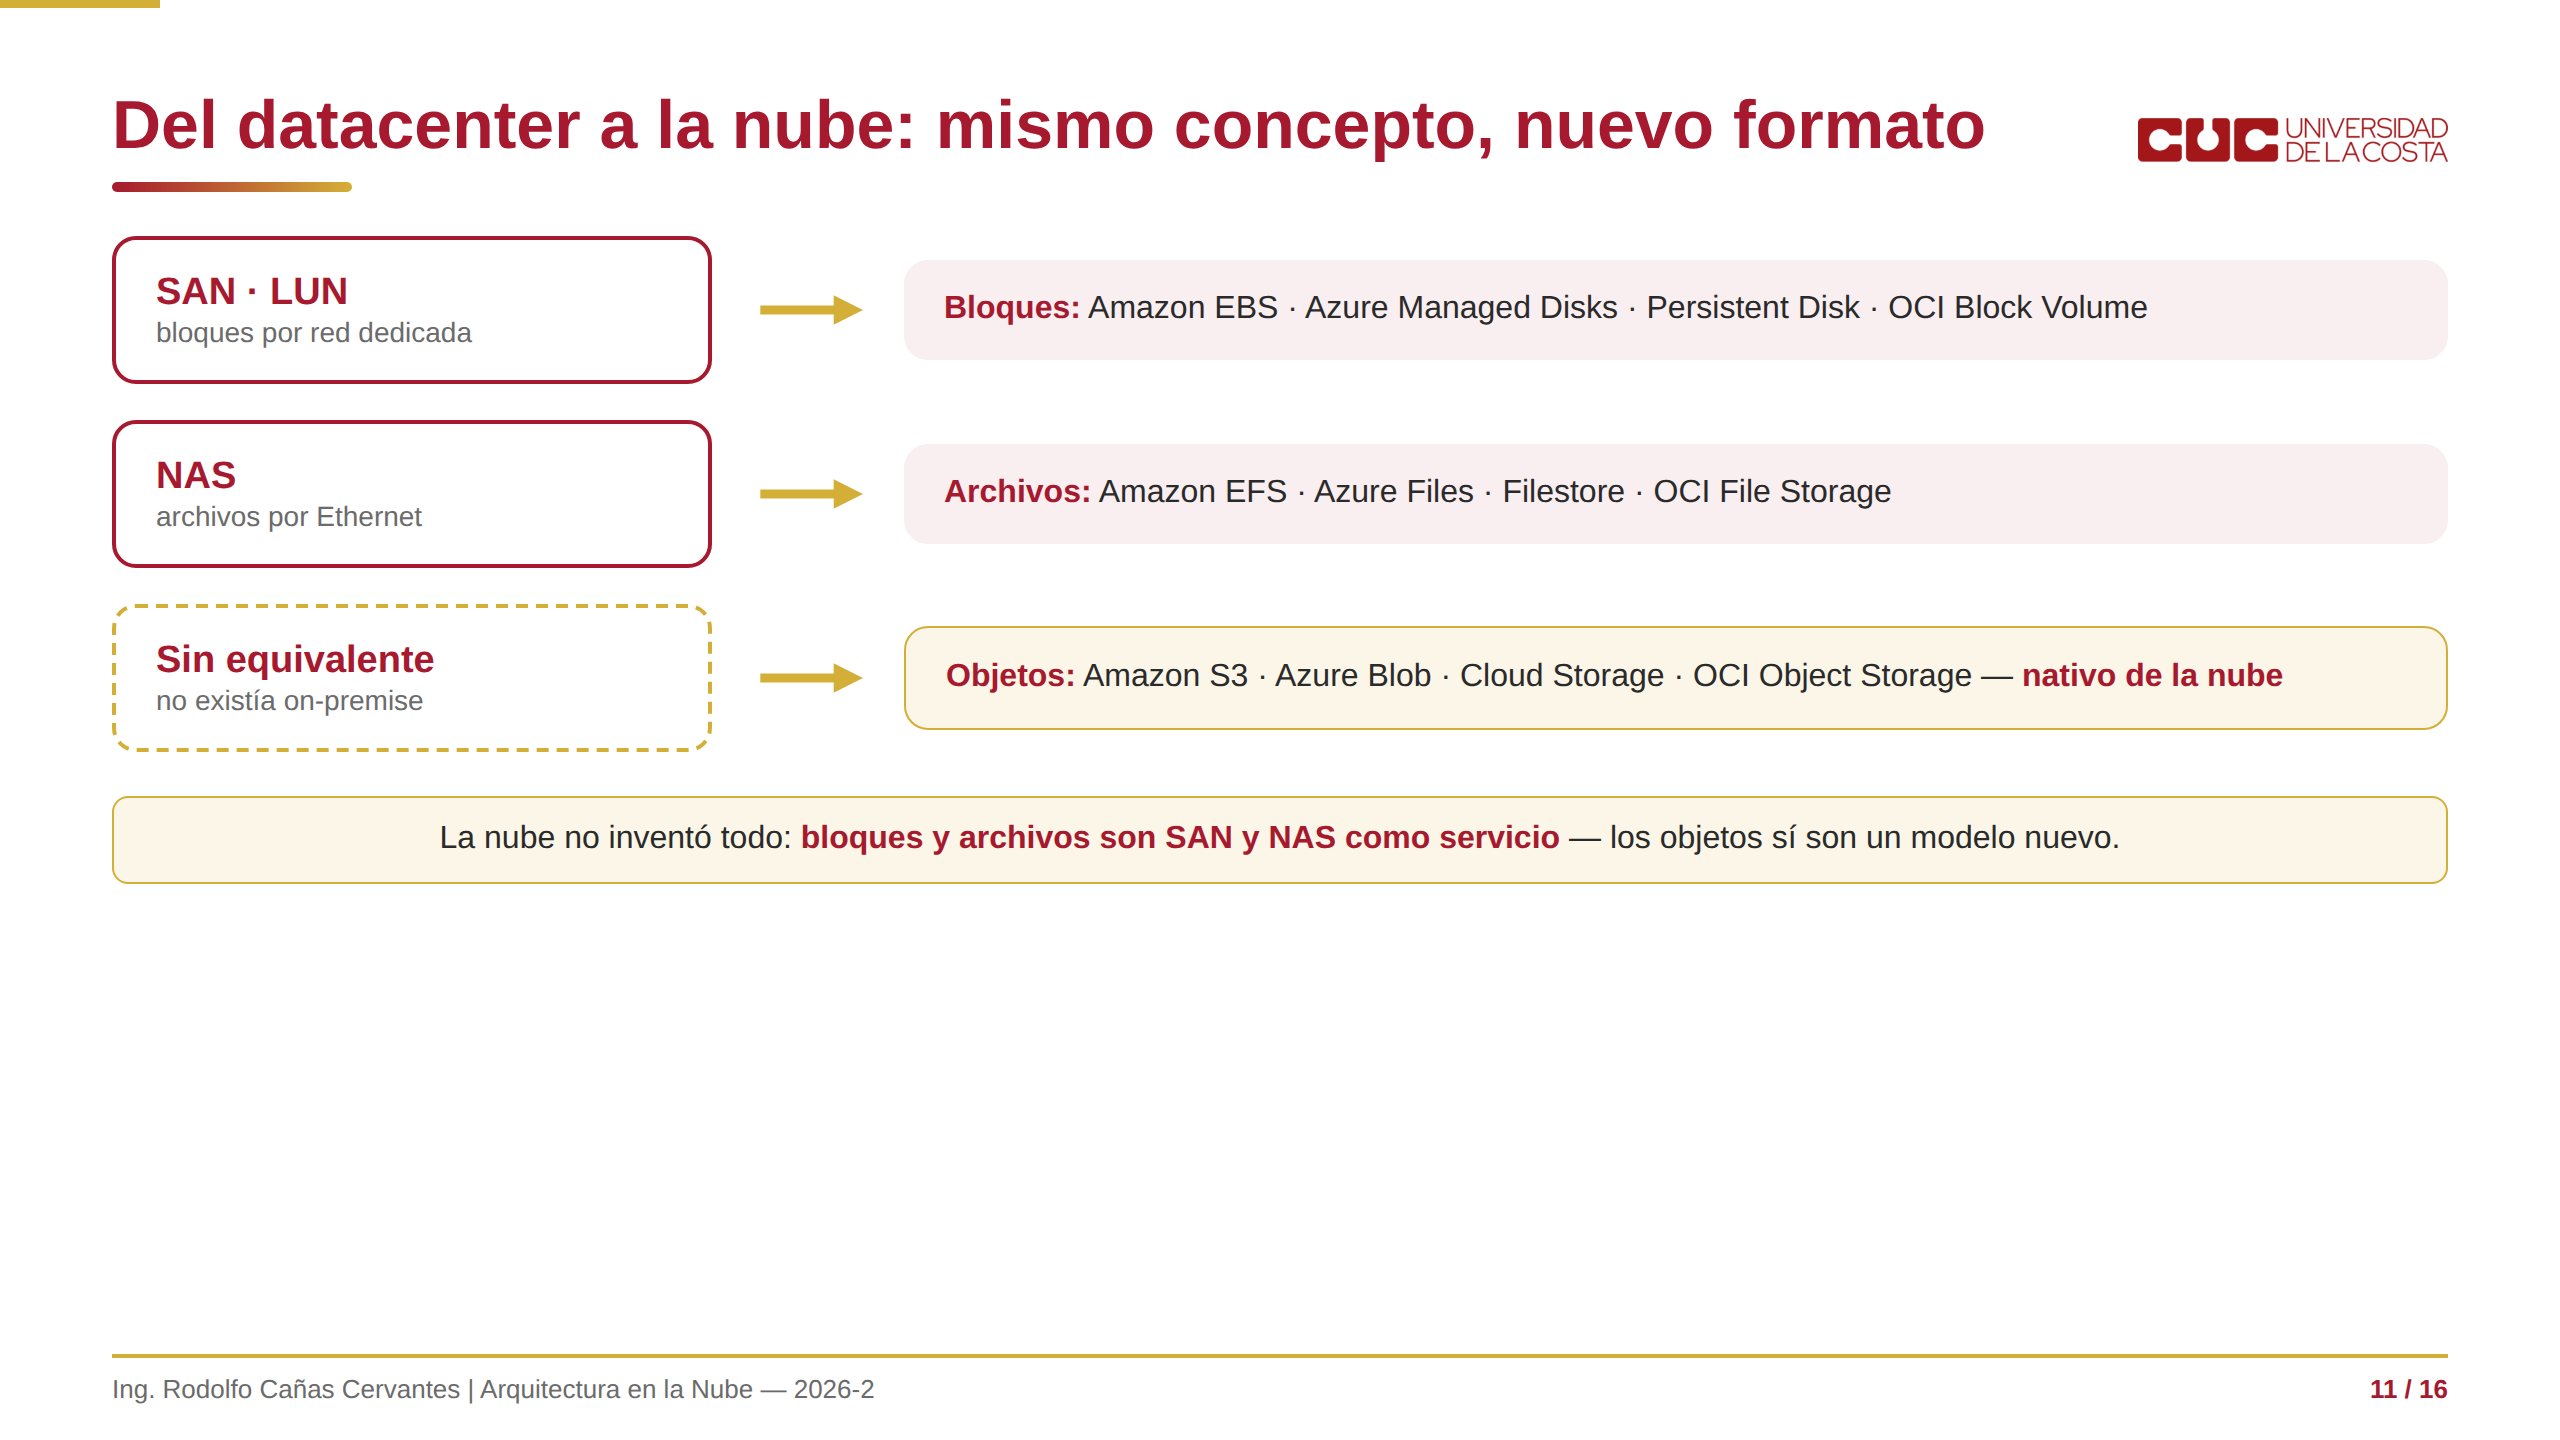 Del datacenter a la nube: mismo concepto, nuevo formato
CUC UNIVERSIDAD
DE LA COSTA
SAN · LUN
bloques por red dedicada
Bloques: Amazon EBS · Azure Managed Disks · Persistent Disk · OCI Block Volume
NAS
archivos por Ethernet
Archivos: Amazon EFS · Azure Files · Filestore · OCI File Storage
Sin equivalente
no existía on-premise
Objetos: Amazon S3 · Azure Blob · Cloud Storage · OCI Object Storage — nativo de la nube
La nube no inventó todo: bloques y archivos son SAN y NAS como servicio — los objetos sí son un modelo nuevo.
Ing. Rodolfo Cañas Cervantes | Arquitectura en la Nube — 2026-2
11 / 16